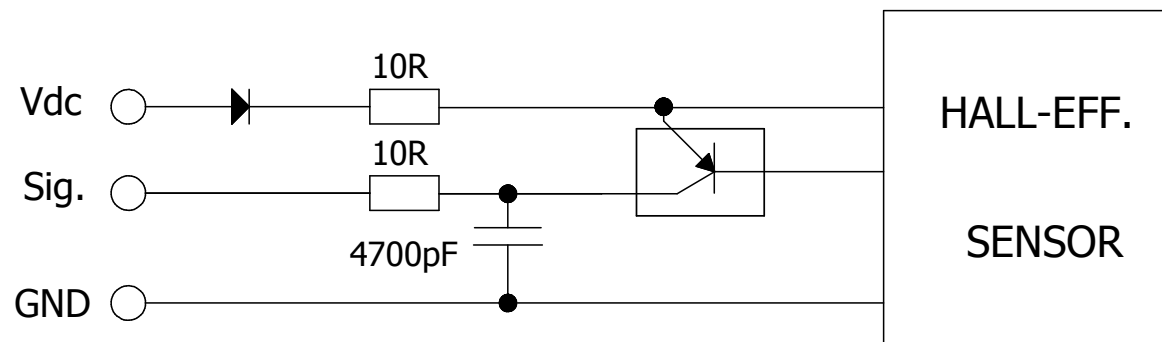 10R
Vdc
HALL-EFF.
10R
Sig.
SENSOR
4700pF
GND